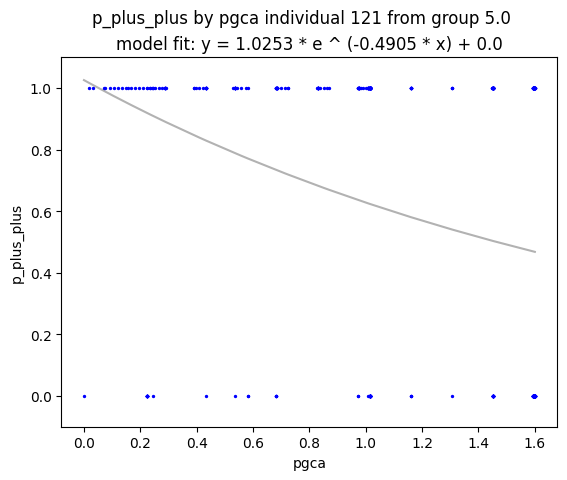 p_plus_plus by pgca individual 121 from group 5.0
model fit: y = 1.0253 * e ^ (-0.4905 * x) + 0.0
1.0
0.8
0.6
0.4
0.2
0.0
p_plus_plus
0.0 0.2 0.4 0.6 0.8 1.0 1.2 1.4 1.6
pgca